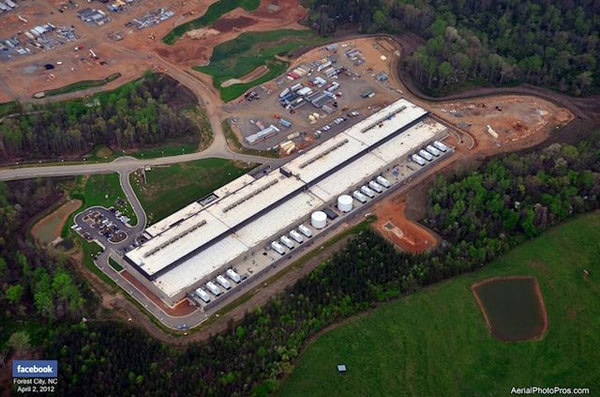 facebook
Forest City, NC
April 2, 2012
AerialPhotoPros.com